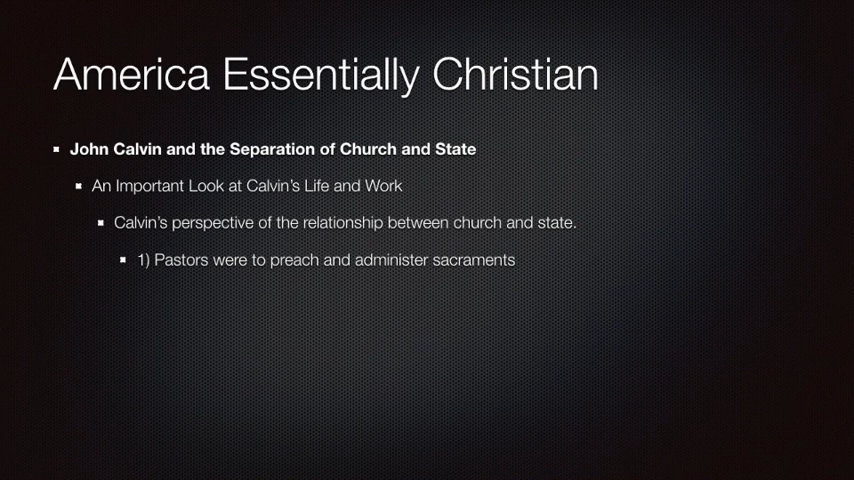 America Essentially Christian
John Calvin and the Separation of Church and State
An Important Look at Calvin's Life and Work
Calvin's perspective of the relationship between church and state.
1) Pastors were to preach and administer sacraments